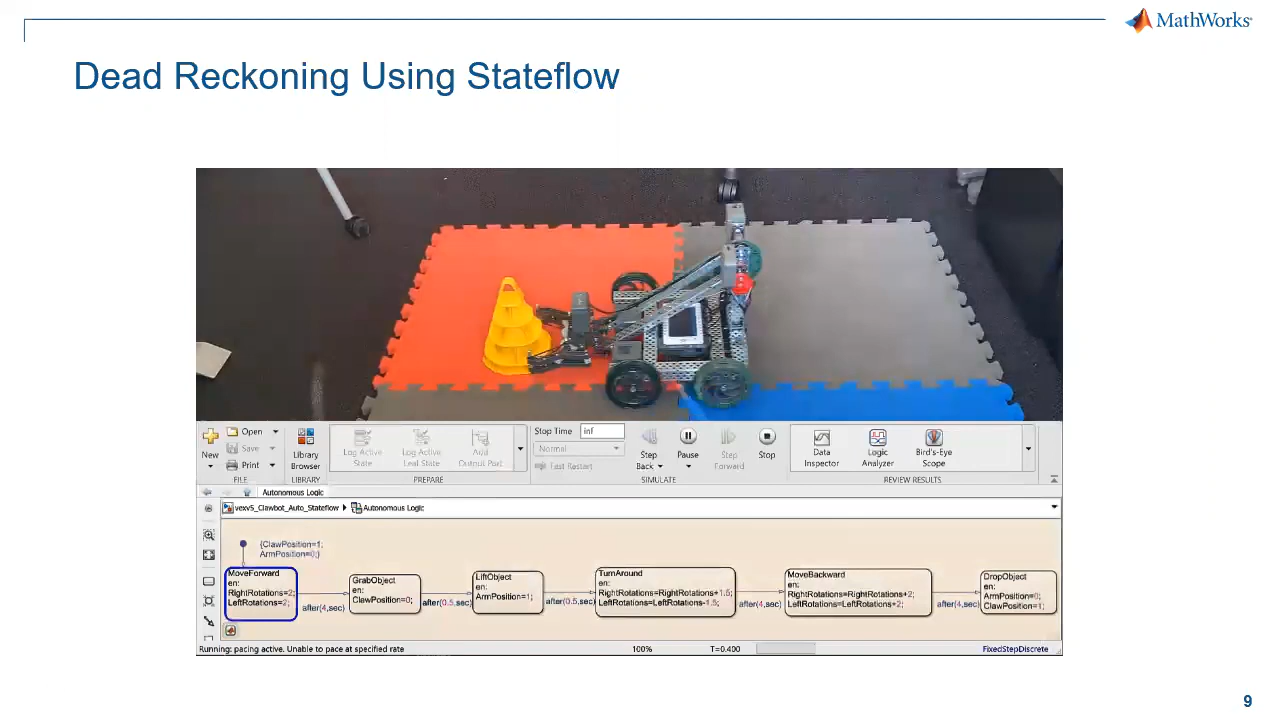 MathWorks®
Dead Reckoning Using Stateflow
New
Open
Save
Print
FILE
Library
Browser
LIBRARY
Log Active
State
Log Active
Leaf State
Add
Output Port
PREPARE
Stop Time inf
Normal
Fast Restart
Step
Back
Pause
Step
Forward
Stop
SIMULATE
Data
Inspector
Logic
Analyzer
Bird's-Eye
Scope
REVIEW RESULTS
Autonomous Logic
vexv5_Clawbot_Auto_Stateflow Autonomous Logic
{ClawPosition=1;
ArmPosition=0;}
MoveForward
en:
RightRotations=2;
LeftRotations=2;
after(4,sec)
GrabObject
en:
ClawPosition=0;
after(0.5,sec)
LiftObject
en:
ArmPosition=1;
after(0.5,sec)
TurnAround
en:
RightRotations=RightRotations+1.5;
LeftRotations=LeftRotations-1.5;
after(4,sec)
MoveBackward
en:
RightRotations=RightRotations+2;
LeftRotations=LeftRotations+2;
after(4,sec)
DropObject
en:
ArmPosition=0;
ClawPosition=1;
Running: pacing active. Unable to pace at specified rate 100% T=0.400 FixedStepDiscrete
9